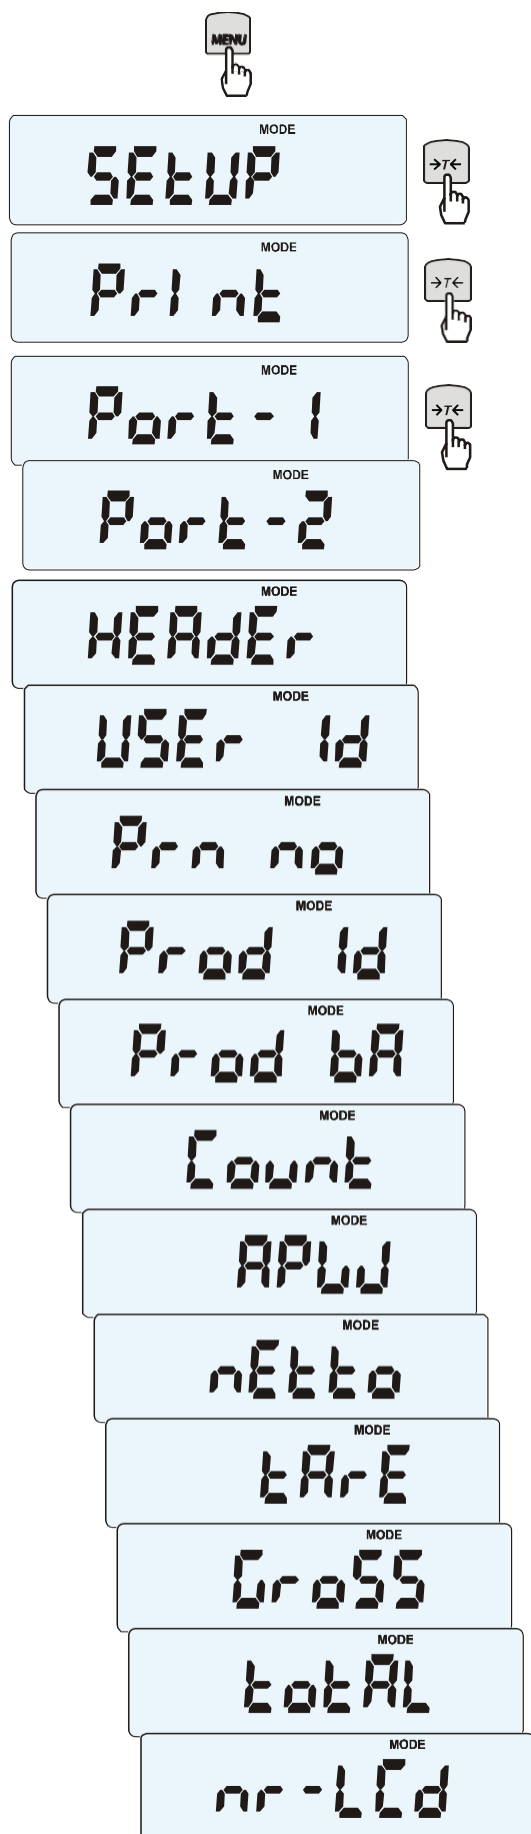 MENU
MODE
SEtUP
→T←
MODE
PrInt
→T←
MODE
Port-1
→T←
MODE
Port-2
MODE
HEAdEr
MODE
USEr Id
MODE
Prn no
MODE
Prod Id
MODE
Prod bA
MODE
Count
MODE
APW
MODE
nEtto
MODE
tArE
MODE
GroSS
MODE
totAL
MODE
nr-LCd